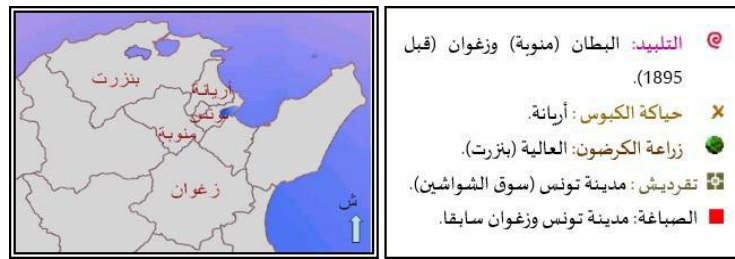 بنزرت
أريانة
تونس
منوبة
زغوان
ش
التلبيد: البطان (منوبة) وزغوان (قبل
1895).
حياكة الكبوس: أريانة.
زراعة الكرضون: العالية (بنزرت).
تقرديش: مدينة تونس (سوق الشواشين).
الصباغة: مدينة تونس وزغوان سابقا.